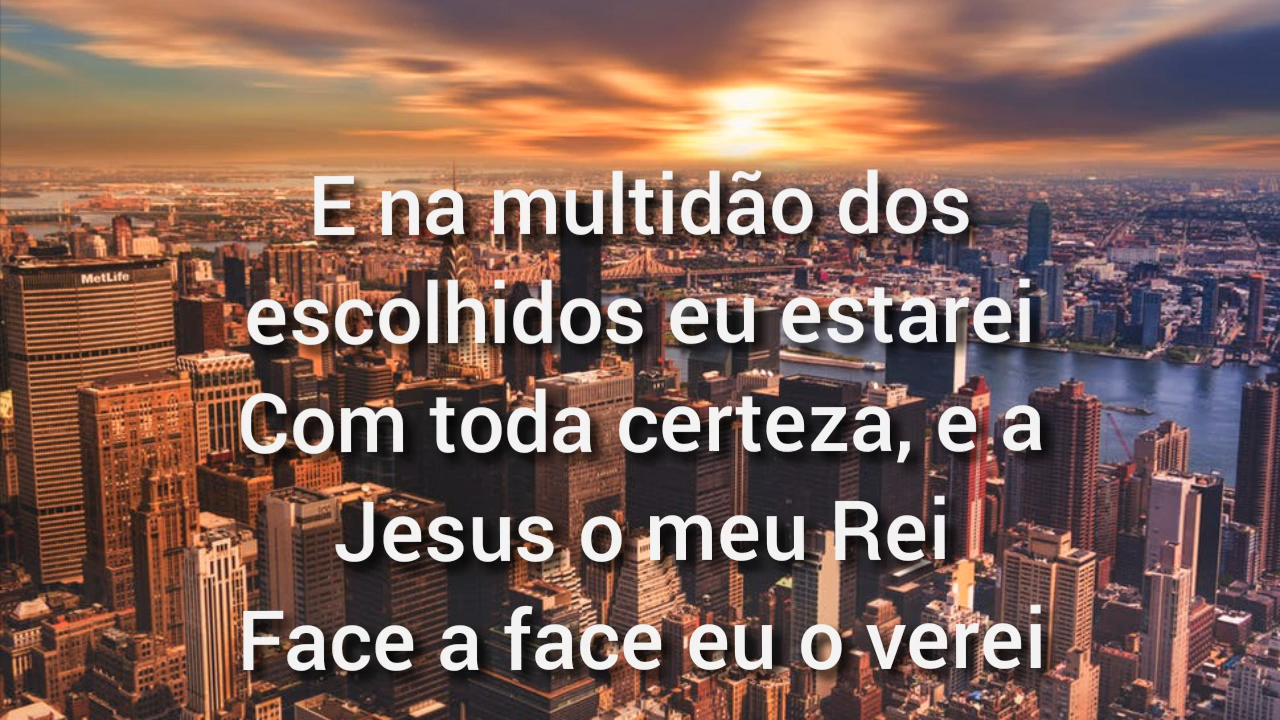 E na multidão dos
escolhidos eu estarei
Com toda certeza, e a
Jesus o meu Rei
Face a face eu o verei
MetLife